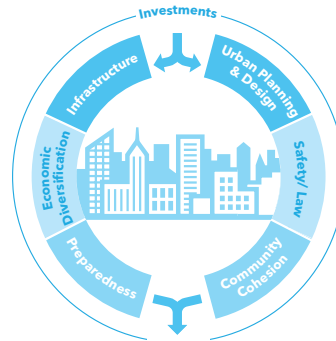 Investments
Infrastructure
Urban Planning
& Design
Economic
Diversification
Safety/ Law
Preparedness
Community
Cohesion